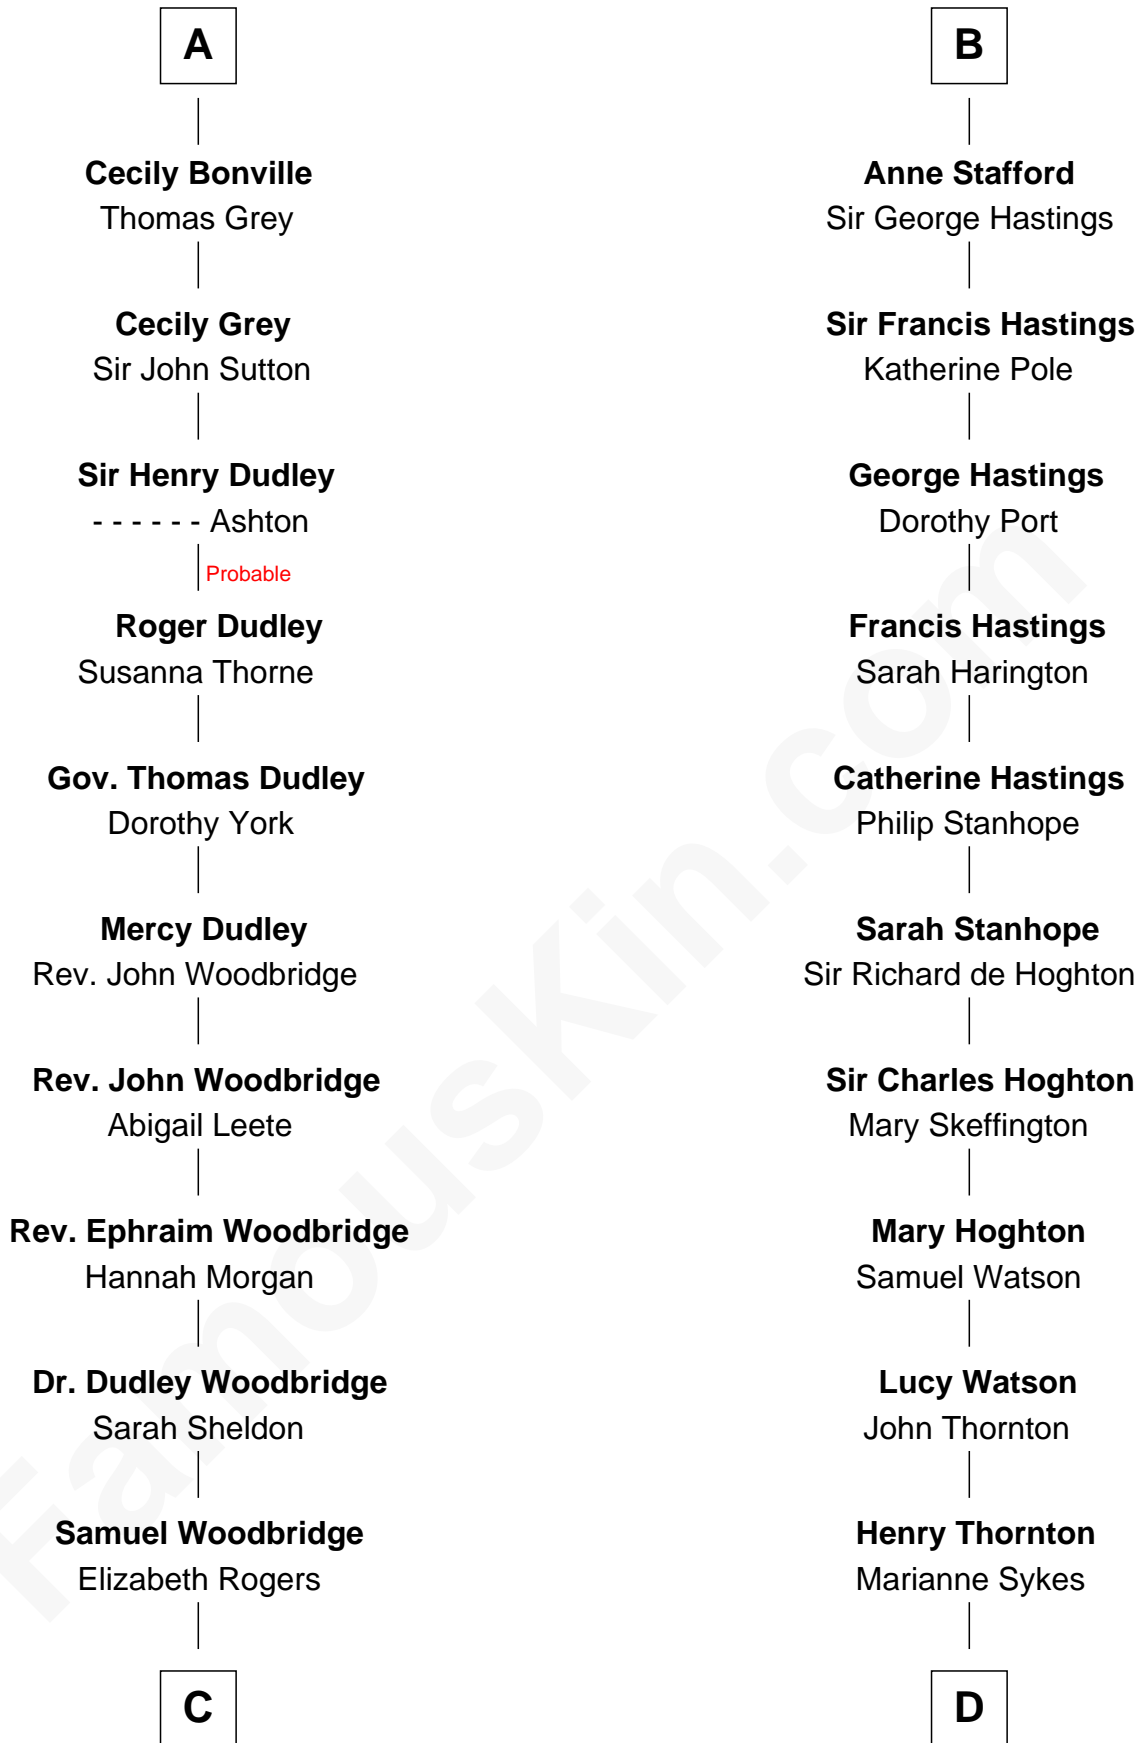 A
Cecily Bonville
Thomas Grey
Cecily Grey
Sir John Sutton
Sir Henry Dudley
- - - - - - Ashton
Probable
Roger Dudley
Susanna Thorne
Gov. Thomas Dudley
Dorothy York
Mercy Dudley
Rev. John Woodbridge
Rev. John Woodbridge
Abigail Leete
Rev. Ephraim Woodbridge
Hannah Morgan
Dr. Dudley Woodbridge
Sarah Sheldon
Samuel Woodbridge
Elizabeth Rogers
C
B
Anne Stafford
Sir George Hastings
Sir Francis Hastings
Katherine Pole
George Hastings
Dorothy Port
Francis Hastings
Sarah Harington
Catherine Hastings
Philip Stanhope
Sarah Stanhope
Sir Richard de Hoghton
Sir Charles Hoghton
Mary Skeffington
Mary Hoghton
Samuel Watson
Lucy Watson
John Thornton
Henry Thornton
Marianne Sykes
D
FamousKin.com